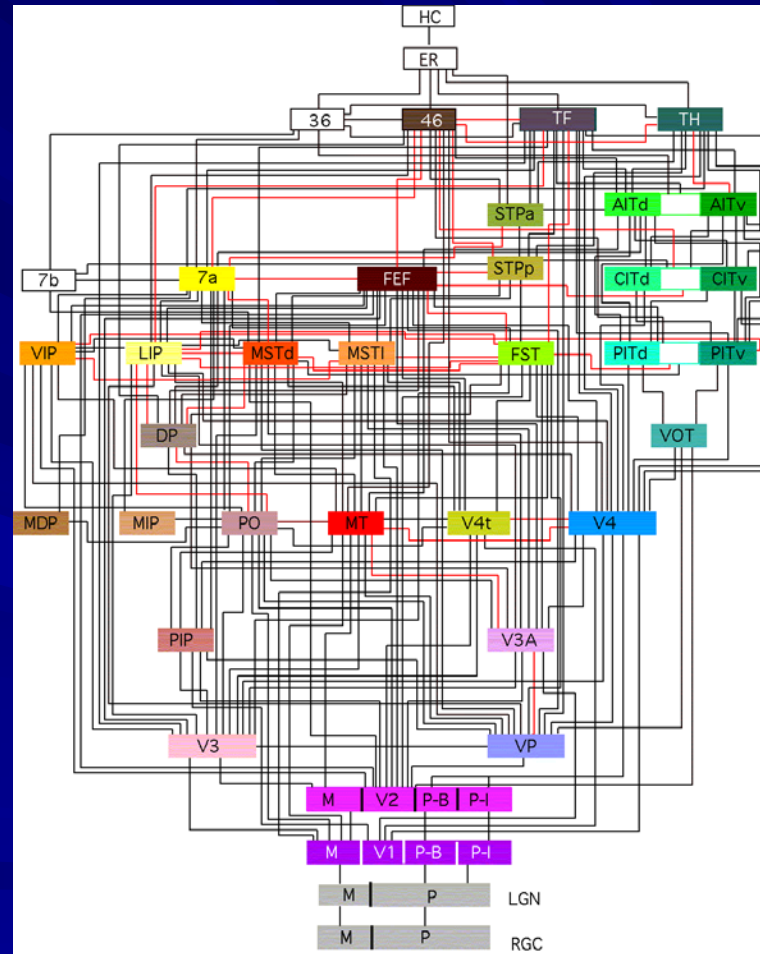 HC
ER
36 46 TF TH
STPa AITd AITv
7b 7a FEF STPp CITd CITv
VIP LIP MSTd MSTl FST PITd PITv
DP VOT
MDP MIP PO MT V4t V4
PIP V3A
V3 VP
M V2 P-B P-I
M V1 P-B P-I
M P LGN
M P RGC